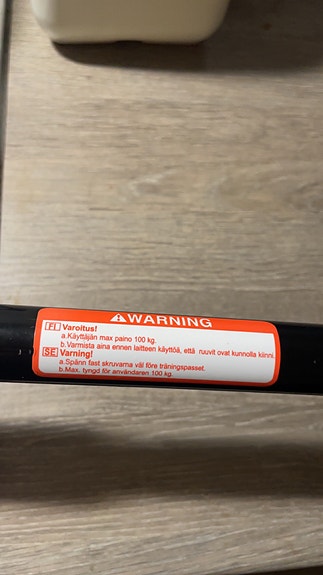 ⚠WARNING
FI Varoitus!
a.Käyttäjän max paino 100 kg.
b.Varmista aina ennen laitteen käyttöä, että ruuvit ovat kunnolla kiinni
SE Varning!
a.Spänn fast skruvarna väl före träningspasset.
b.Max. tyngd för användaren 100 kg.